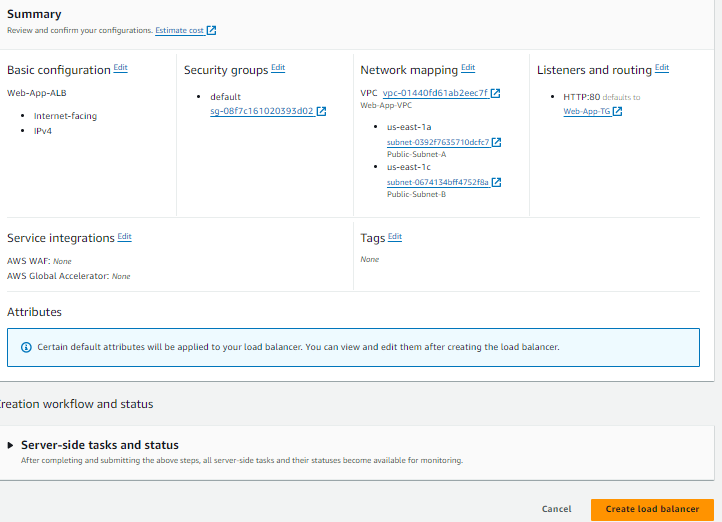 Summary
Review and confirm your configurations. Estimate cost
Basic configuration Edit
Web-App-ALB
Internet-facing
IPv4
Security groups Edit
default
sg-08f7c161020393d02
Network mapping Edit
VPC vpc-01440fd61ab2eec7f
Web-App-VPC
us-east-1a
subnet-0392f7635710dcfc7
Public-Subnet-A
us-east-1c
subnet-0674134bff4752f8a
Public-Subnet-B
Listeners and routing Edit
HTTP:80 defaults to
Web-App-TG
Service integrations Edit
AWS WAF: None
AWS Global Accelerator: None
Tags Edit
None
Attributes
Certain default attributes will be applied to your load balancer. You can view and edit them after creating the load balancer.
Creation workflow and status
Server-side tasks and status
After completing and submitting the above steps, all server-side tasks and their statuses become available for monitoring.
Cancel
Create load balancer